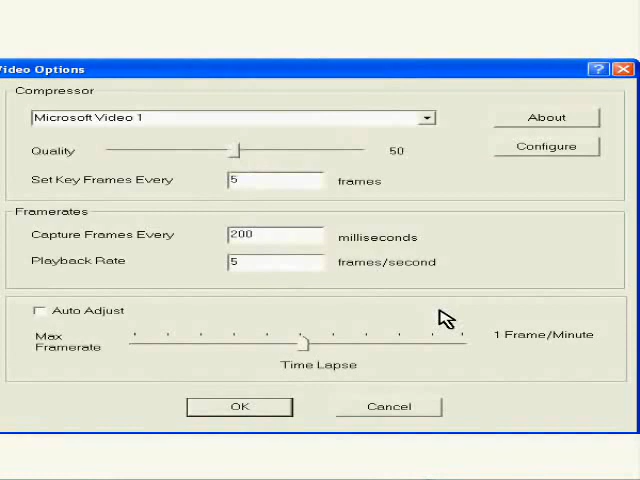 Video Options
Compressor
Microsoft Video 1
About
Quality
50
Configure
Set Key Frames Every
5
frames
Framerates
Capture Frames Every
200
milliseconds
Playback Rate
5
frames/second
Auto Adjust
Max
Framerate
1 Frame/Minute
Time Lapse
OK
Cancel